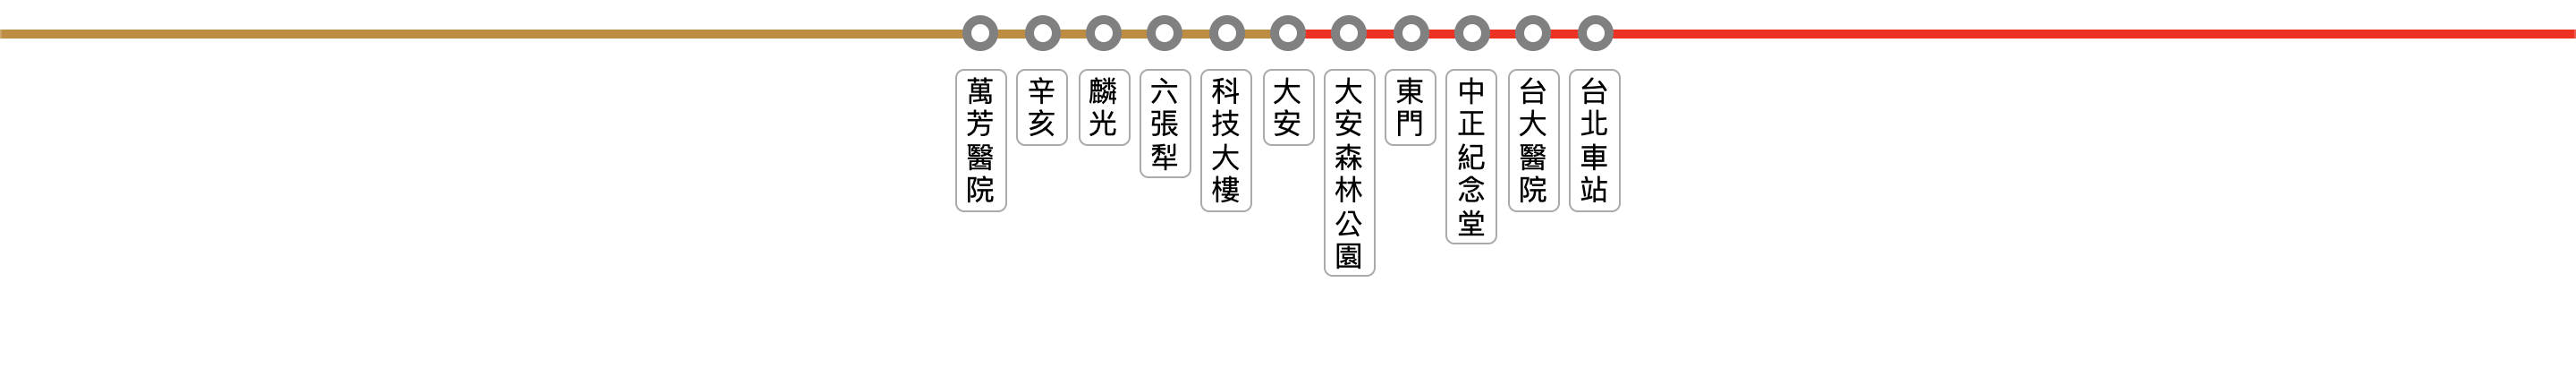 萬芳醫院
辛亥
麟光
六張犁
科技大樓
大安
大安森林公園
東門
中正紀念堂
台大醫院
台北車站